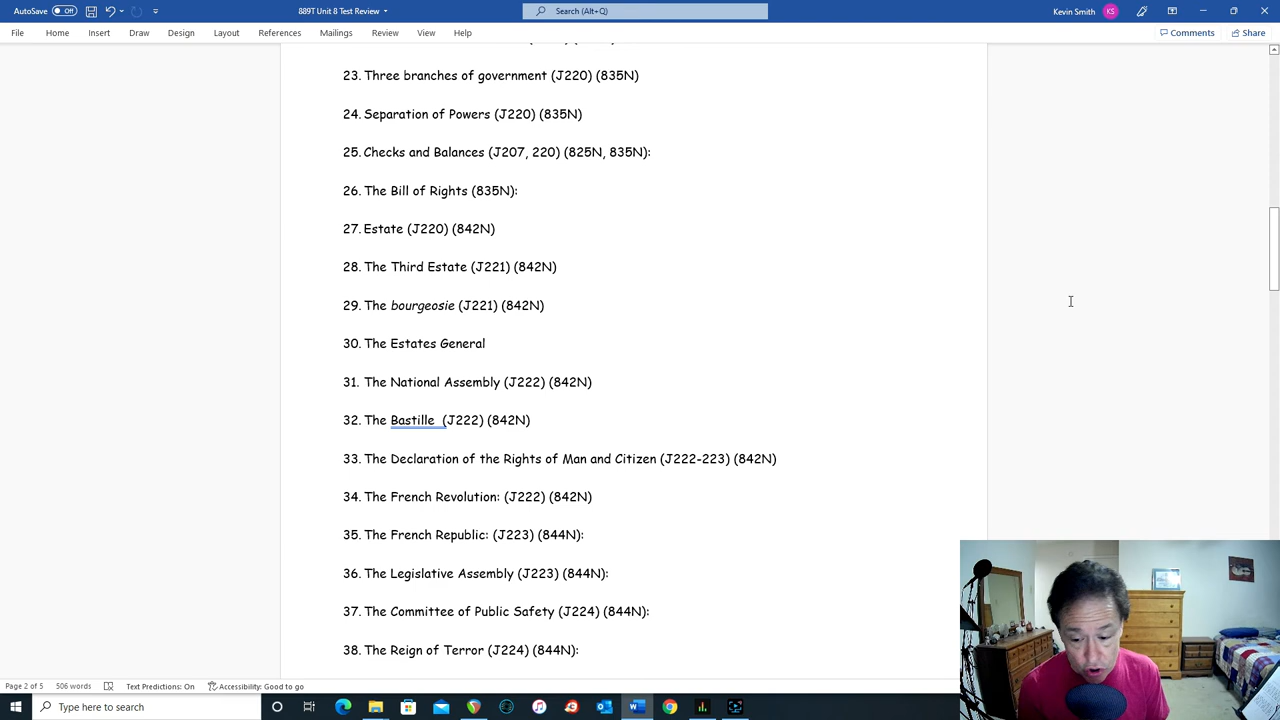 AutoSave Off 889T Unit 8 Test Review Search (Alt+Q) Kevin Smith KS
File Home Insert Draw Design Layout References Mailings Review View Help Comments Share
23. Three branches of government (J220) (835N)
24. Separation of Powers (J220) (835N)
25. Checks and Balances (J207, 220) (825N, 835N):
26. The Bill of Rights (835N):
27. Estate (J220) (842N)
28. The Third Estate (J221) (842N)
29. The bourgeosie (J221) (842N)
30. The Estates General
31. The National Assembly (J222) (842N)
32. The Bastille (J222) (842N)
33. The Declaration of the Rights of Man and Citizen (J222-223) (842N)
34. The French Revolution: (J222) (842N)
35. The French Republic: (J223) (844N):
36. The Legislative Assembly (J223) (844N):
37. The Committee of Public Safety (J224) (844N):
38. The Reign of Terror (J224) (844N):
Page 2 of 5 506 words Text Predictions: On Accessibility: Good to go
Type here to search